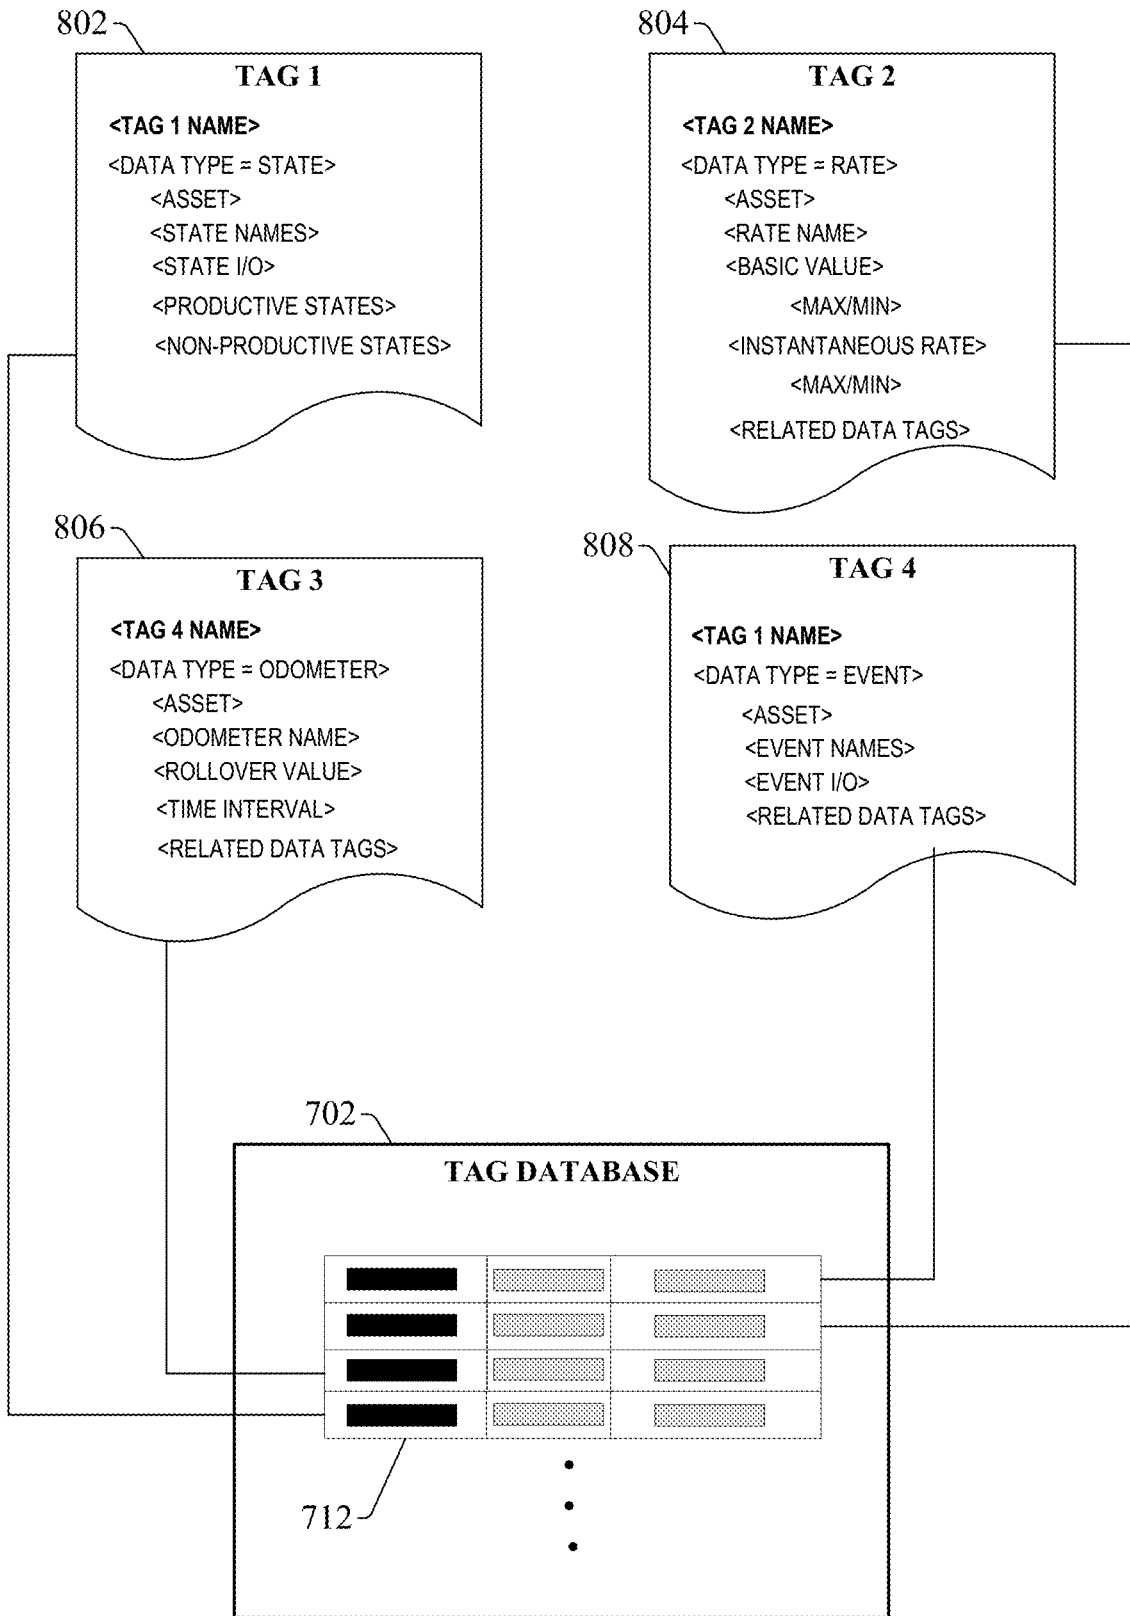 802
TAG 1
<TAG 1 NAME>
<DATA TYPE = STATE>
<ASSET>
<STATE NAMES>
<STATE I/O>
<PRODUCTIVE STATES>
<NON-PRODUCTIVE STATES>
804
TAG 2
<TAG 2 NAME>
<DATA TYPE = RATE>
<ASSET>
<RATE NAME>
<BASIC VALUE>
<MAX/MIN>
<INSTANTANEOUS RATE>
<MAX/MIN>
<RELATED DATA TAGS>
806
TAG 3
<TAG 4 NAME>
<DATA TYPE = ODOMETER>
<ASSET>
<ODOMETER NAME>
<ROLLOVER VALUE>
<TIME INTERVAL>
<RELATED DATA TAGS>
808
TAG 4
<TAG 1 NAME>
<DATA TYPE = EVENT>
<ASSET>
<EVENT NAMES>
<EVENT I/O>
<RELATED DATA TAGS>
702
TAG DATABASE
712